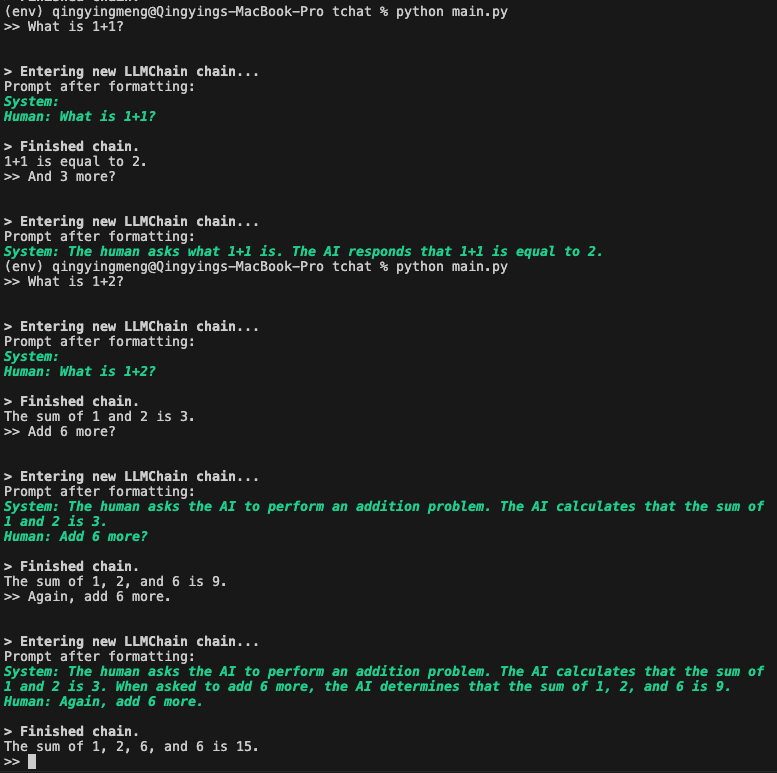 (env) qingyingmeng@Qingyings-MacBook-Pro tchat % python main.py
>> What is 1+1?
> Entering new LLMChain chain...
Prompt after formatting:
System:
Human: What is 1+1?
> Finished chain.
1+1 is equal to 2.
>> And 3 more?
> Entering new LLMChain chain...
Prompt after formatting:
System: The human asks what 1+1 is. The AI responds that 1+1 is equal to 2.
(env) qingyingmeng@Qingyings-MacBook-Pro tchat % python main.py
>> What is 1+2?
> Entering new LLMChain chain...
Prompt after formatting:
System:
Human: What is 1+2?
> Finished chain.
The sum of 1 and 2 is 3.
>> Add 6 more?
> Entering new LLMChain chain...
Prompt after formatting:
System: The human asks the AI to perform an addition problem. The AI calculates that the sum of
1 and 2 is 3.
Human: Add 6 more?
> Finished chain.
The sum of 1, 2, and 6 is 9.
>> Again, add 6 more.
> Entering new LLMChain chain...
Prompt after formatting:
System: The human asks the AI to perform an addition problem. The AI calculates that the sum of
1 and 2 is 3. When asked to add 6 more, the AI determines that the sum of 1, 2, and 6 is 9.
Human: Again, add 6 more.
> Finished chain.
The sum of 1, 2, 6, and 6 is 15.
>>